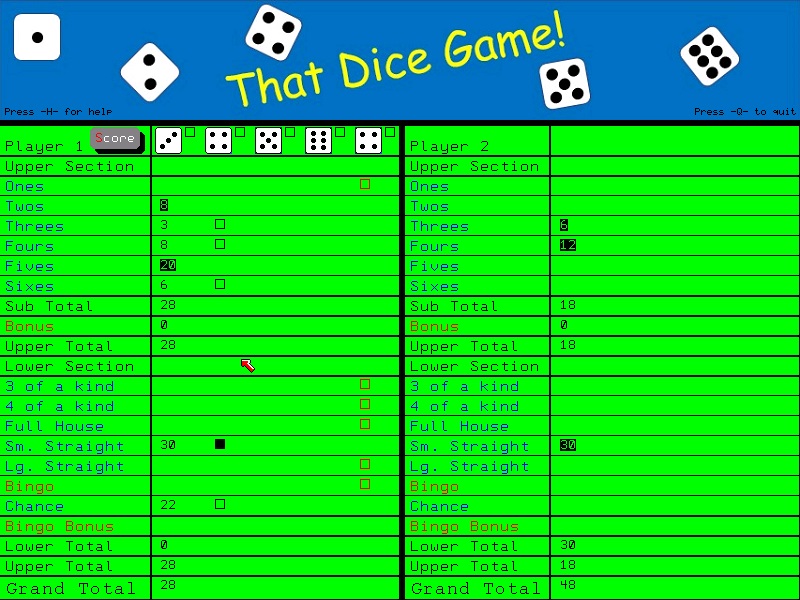 That Dice Game!
Press -H- for help
Press -Q- to quit
Player 1 Score
Player 2
Upper Section
Upper Section
Ones
Ones
Twos 8
Twos
Threes 3
Threes 6
Fours 8
Fours 12
Fives 20
Fives
Sixes 6
Sixes
Sub Total 28
Sub Total 18
Bonus 0
Bonus 0
Upper Total 28
Upper Total 18
Lower Section
Lower Section
3 of a kind
3 of a kind
4 of a kind
4 of a kind
Full House
Full House
Sm. Straight 30
Sm. Straight 30
Lg. Straight
Lg. Straight
Bingo
Bingo
Chance 22
Chance
Bingo Bonus
Bingo Bonus
Lower Total 0
Lower Total 30
Upper Total 28
Upper Total 18
Grand Total 28
Grand Total 48